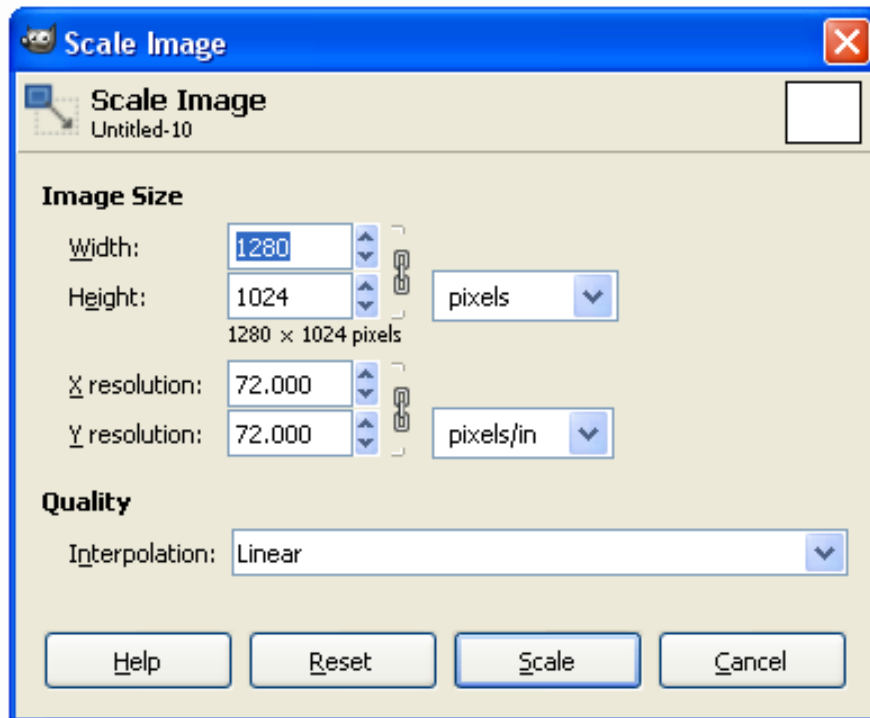 Scale Image
Scale Image
Untitled-10
Image Size
Width: 1280
Height: 1024 pixels
1280 × 1024 pixels
X resolution: 72.000
Y resolution: 72.000 pixels/in
Quality
Interpolation: Linear
Help Reset Scale Cancel